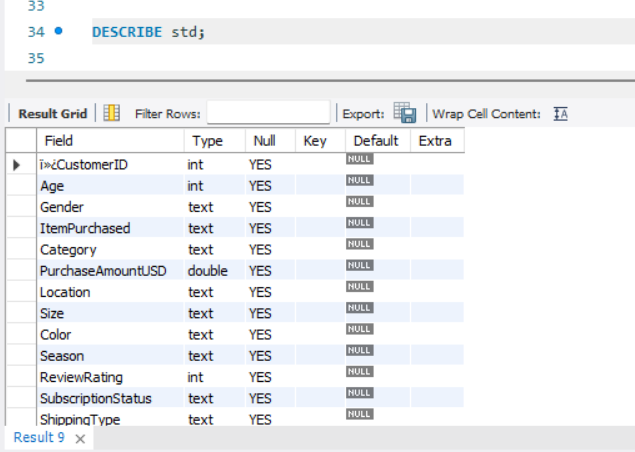 33
34 DESCRIBE std;
35
Result Grid Filter Rows: Export: Wrap Cell Content: IA
Field Type Null Key Default Extra
ï»¿CustomerID int YES NULL
Age int YES NULL
Gender text YES NULL
ItemPurchased text YES NULL
Category text YES NULL
PurchaseAmountUSD double YES NULL
Location text YES NULL
Size text YES NULL
Color text YES NULL
Season text YES NULL
ReviewRating int YES NULL
SubscriptionStatus text YES NULL
ShippingType text YES NULL
Result 9 ×